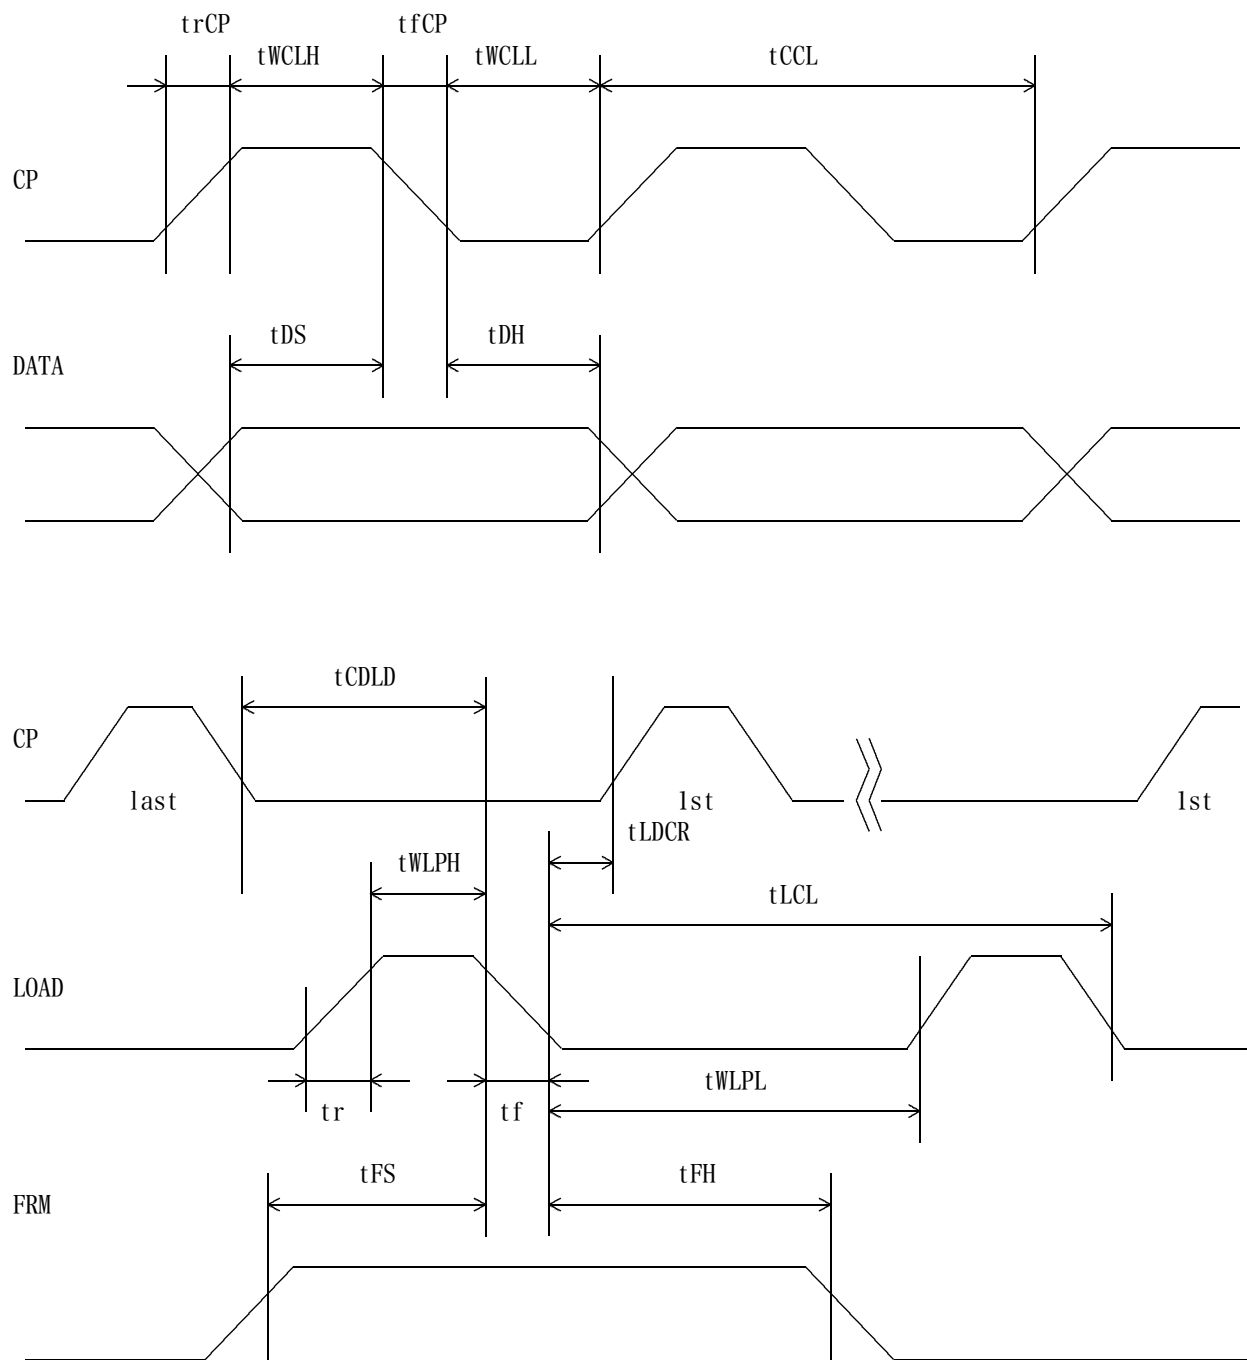 trCP
tfCP
tWCLH
tWCLL
tCCL
CP
tDS
tDH
DATA
tCDLD
CP
last
1st
1st
tLDCR
tWLPH
tLCL
LOAD
tWLPL
tr
tf
tFS
tFH
FRM